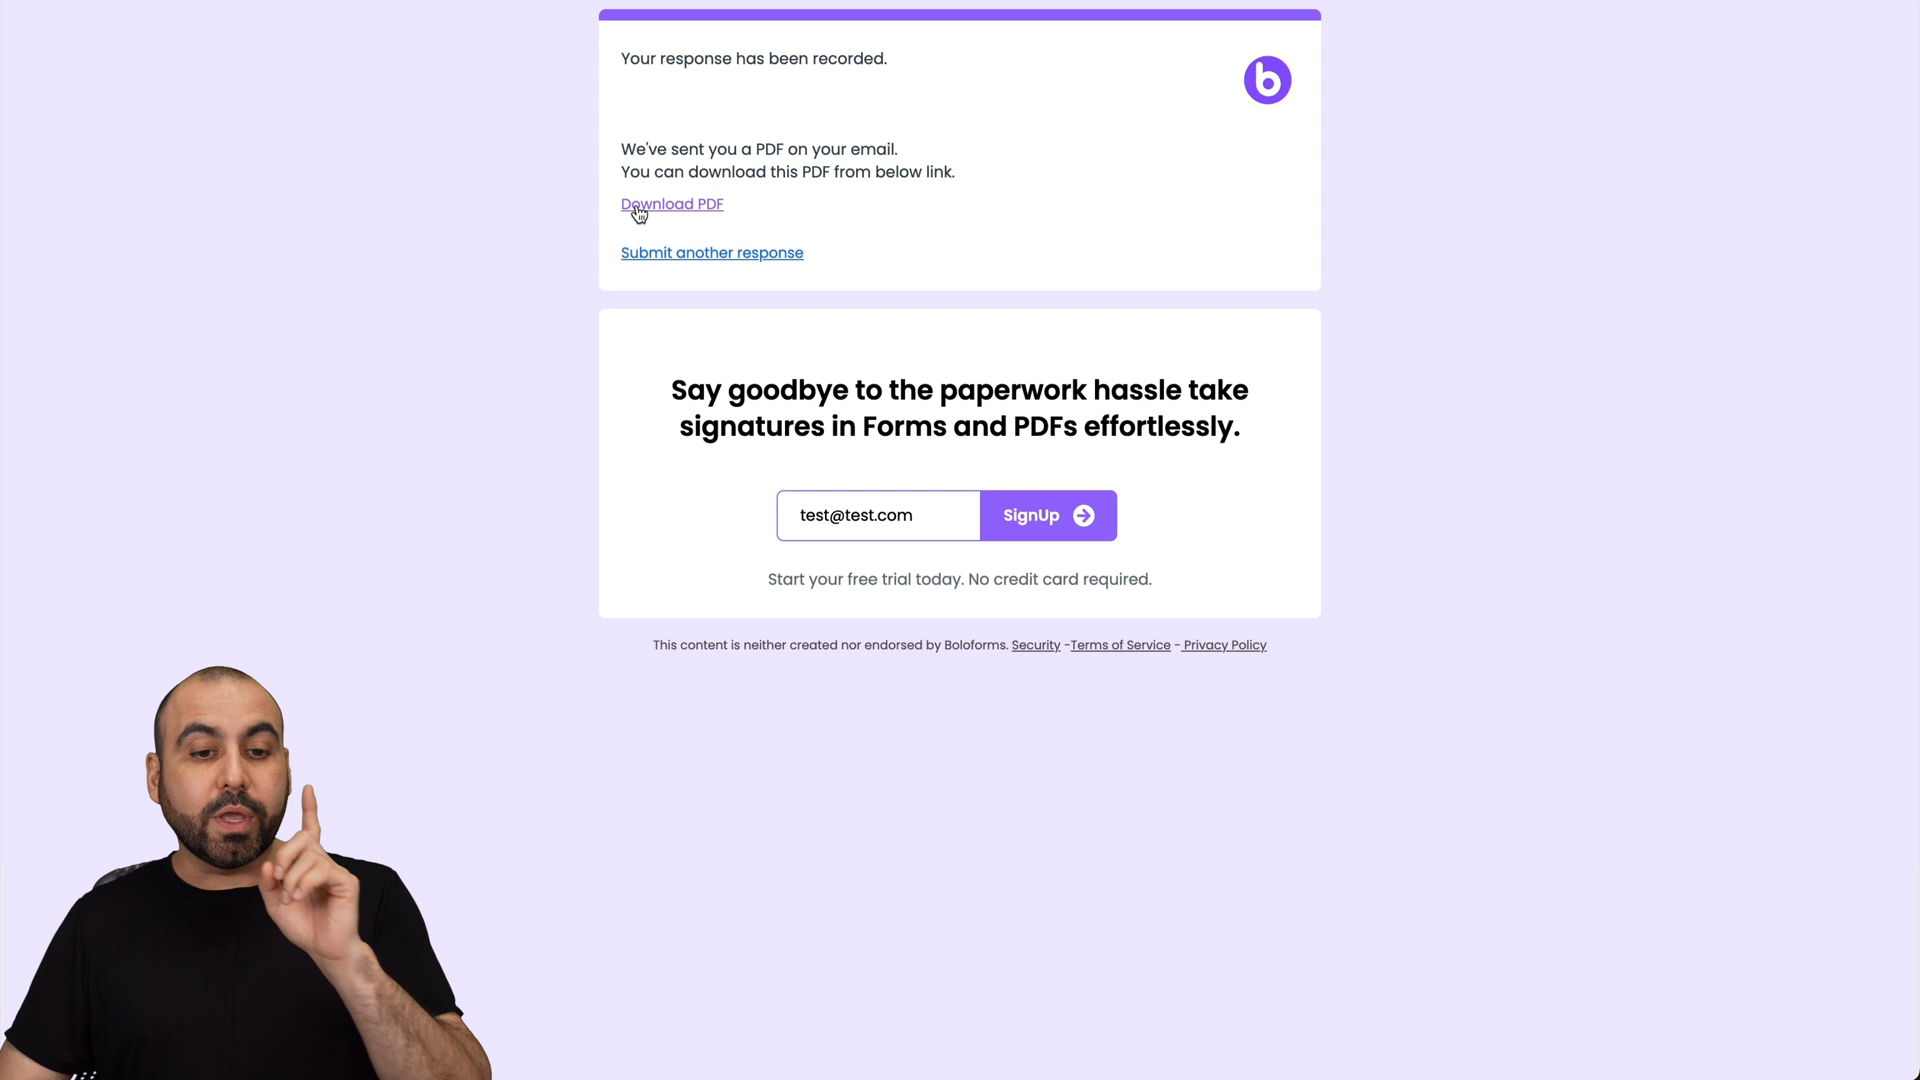 Your response has been recorded.
b
We've sent you a PDF on your email.
You can download this PDF from below link.
Download PDF
Submit another response
Say goodbye to the paperwork hassle take
signatures in Forms and PDFs effortlessly.
test@test.com SignUp
Start your free trial today. No credit card required.
This content is neither created nor endorsed by Boloforms. Security -Terms of Service - Privacy Policy